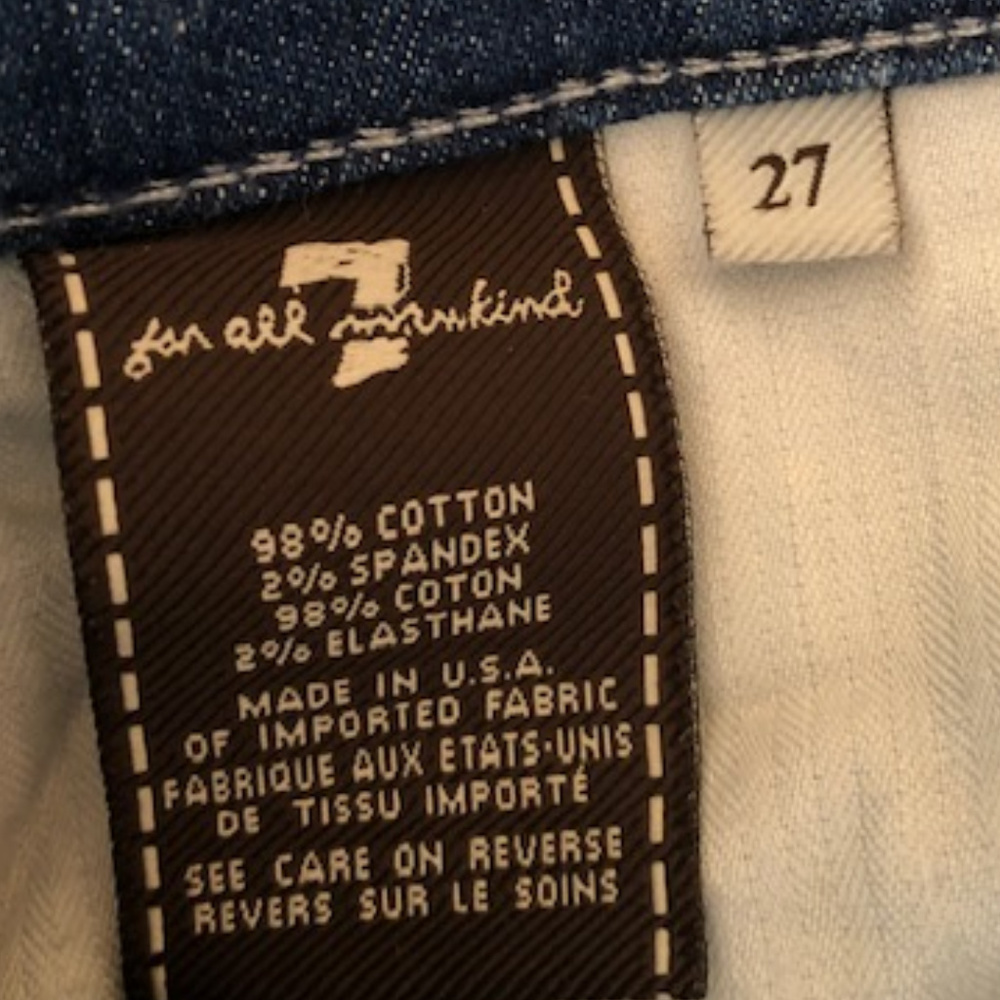 27
7
for all mankind
98% COTTON
2% SPANDEX
98% COTON
2% ELASTHANE
MADE IN U.S.A.
OF IMPORTED FABRIC
FABRIQUE AUX ETATS-UNIS
DE TISSU IMPORTÉ
SEE CARE ON REVERSE
REVERS SUR LE SOINS